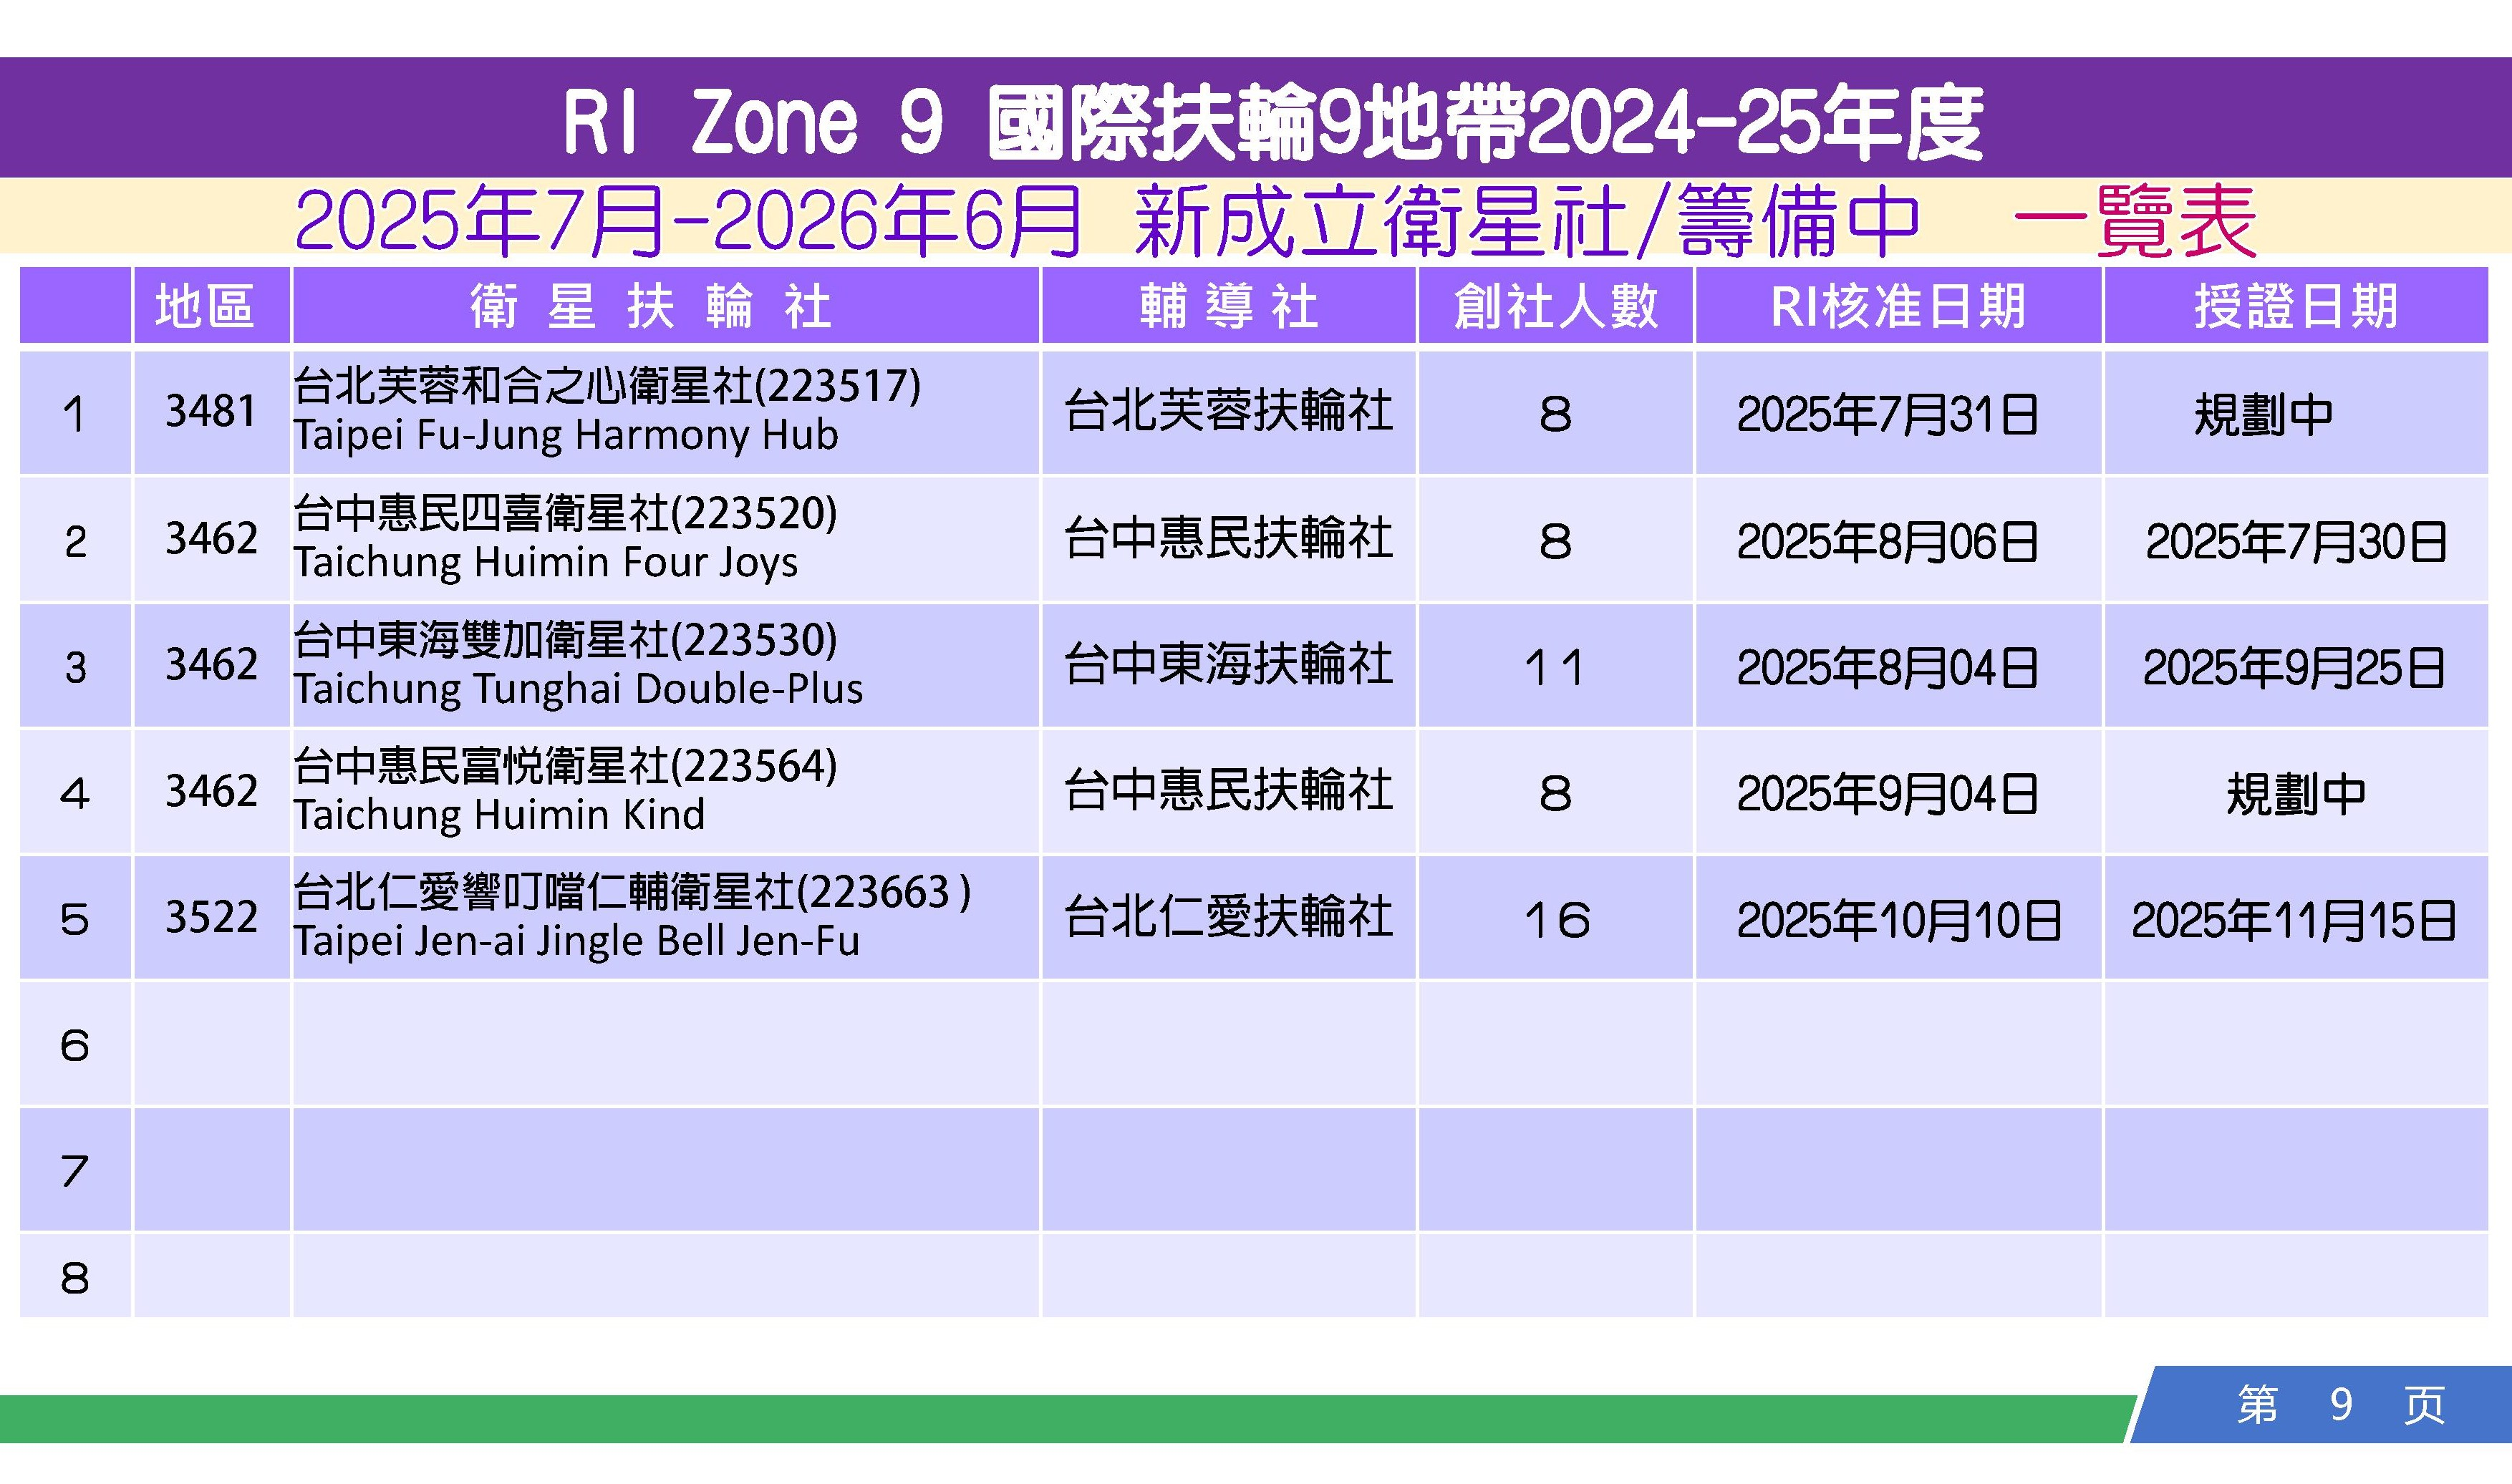 RI Zone 9 國際扶輪9地帶2024-25年度
2025年7月-2026年6月 新成立衛星社/籌備中 一覽表
地區 衛星扶輪社 輔導社 創社人數 RI核准日期 授證日期
1 3481 台北芙蓉和合之心衛星社(223517) 台北芙蓉扶輪社 8 2025年7月31日 規劃中
Taipei Fu-Jung Harmony Hub
2 3462 台中惠民四喜衛星社(223520) 台中惠民扶輪社 8 2025年8月06日 2025年7月30日
Taichung Huimin Four Joys
3 3462 台中東海雙加衛星社(223530) 台中東海扶輪社 11 2025年8月04日 2025年9月25日
Taichung Tunghai Double-Plus
4 3462 台中惠民富悅衛星社(223564) 台中惠民扶輪社 8 2025年9月04日 規劃中
Taichung Huimin Kind
5 3522 台北仁愛響叮噹仁輔衛星社(223663 ) 台北仁愛扶輪社 16 2025年10月10日 2025年11月15日
Taipei Jen-ai Jingle Bell Jen-Fu
6
7
8
第 9 页